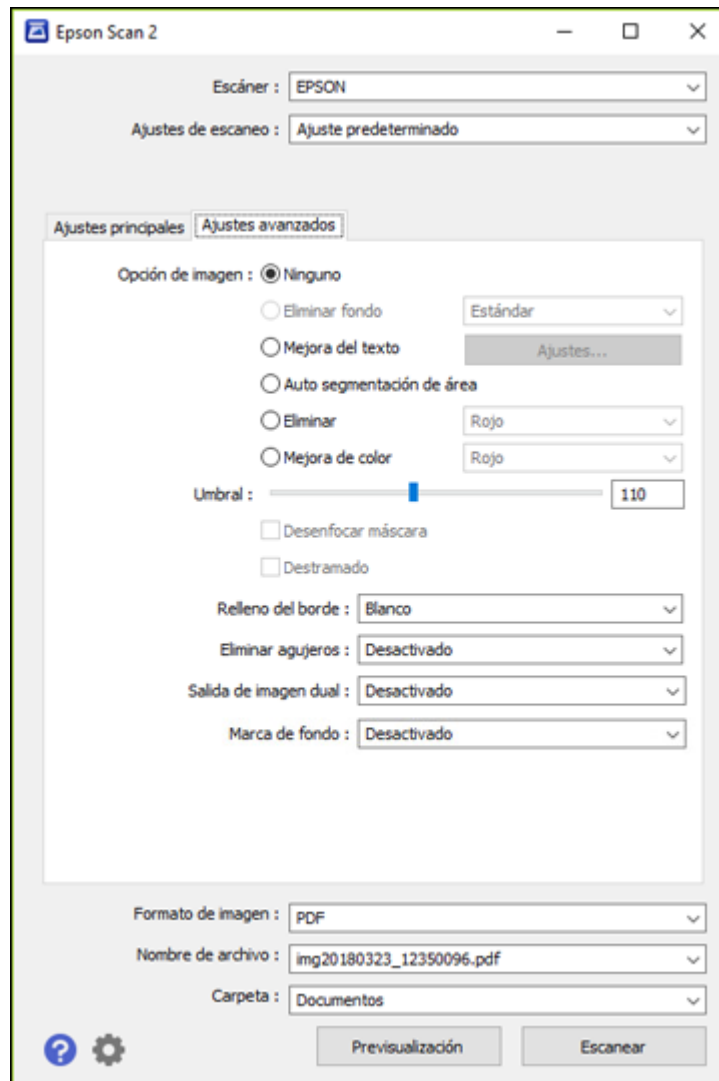 Epson Scan 2
Escáner : EPSON
Ajustes de escaneo : Ajuste predeterminado
Ajustes principales Ajustes avanzados
Opción de imagen : Ninguno
Eliminar fondo Estándar
Mejora del texto Ajustes...
Auto segmentación de área
Eliminar Rojo
Mejora de color Rojo
Umbral : 110
Desenfocar máscara
Destramado
Relleno del borde : Blanco
Eliminar agujeros : Desactivado
Salida de imagen dual : Desactivado
Marca de fondo : Desactivado
Formato de imagen : PDF
Nombre de archivo : img20180323_12350096.pdf
Carpeta : Documentos
? Previsualización Escanear